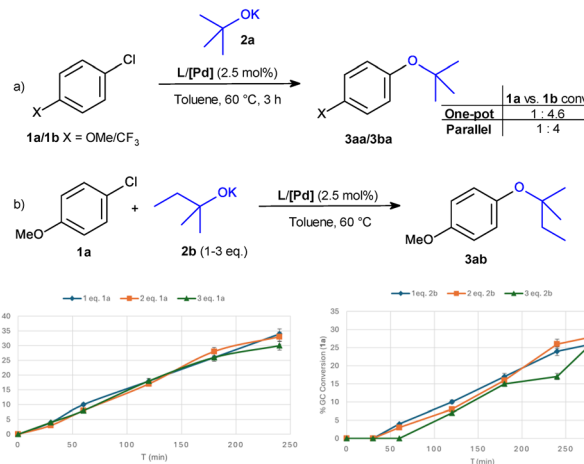 OK
2a
a)
Cl
X
1a/1b X = OMe/CF3
L/[Pd] (2.5 mol%)
Toluene, 60 °C, 3 h
O
X
3aa/3ba
1a vs. 1b conv
One-pot 1 : 4.6
Parallel 1 : 4
b)
Cl
MeO
1a
+
OK
2b (1-3 eq.)
L/[Pd] (2.5 mol%)
Toluene, 60 °C
O
MeO
3ab
1 eq. 1a 2 eq. 1a 3 eq. 1a
40
35
30
25
20
15
10
5
0
0 50 100 150 200 250
T (min)
1eq. 2b 2 eq. 2b 3 eq. 2b
% GC Conversion (1a)
35
30
25
20
15
10
5
0
0 50 100 150 200 250
T (min)